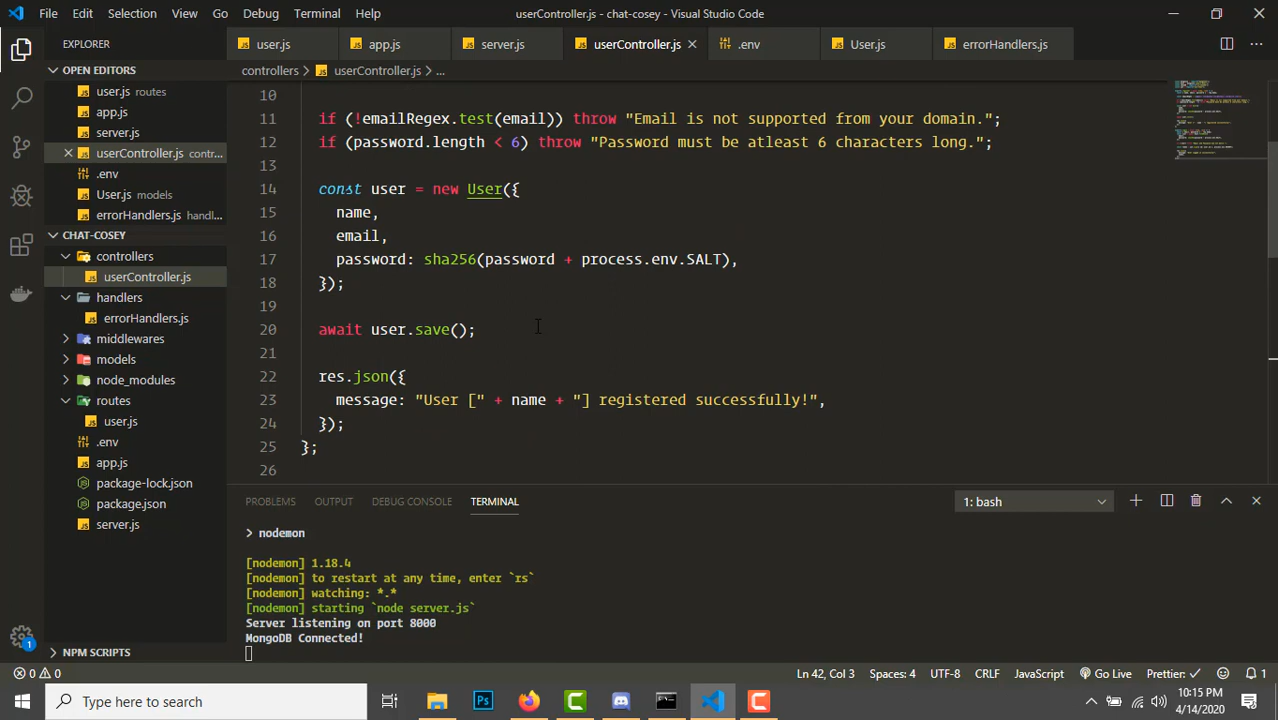 File Edit Selection View Go Debug Terminal Help userController.js - chat-cosey - Visual Studio Code
EXPLORER
user.js app.js server.js userController.js .env User.js errorHandlers.js
OPEN EDITORS
user.js routes
app.js
server.js
userController.js contr...
.env
User.js models
errorHandlers.js handl...
CHAT-COSEY
controllers
userController.js
handlers
errorHandlers.js
middlewares
models
node_modules
routes
user.js
.env
app.js
package-lock.json
package.json
server.js
NPM SCRIPTS
controllers > userController.js > ...
10
11 if (!emailRegex.test(email)) throw "Email is not supported from your domain.";
12 if (password.length < 6) throw "Password must be atleast 6 characters long.";
13
14 const user = new User({
15 name,
16 email,
17 password: sha256(password + process.env.SALT),
18 });
19
20 await user.save();
21
22 res.json({
23 message: "User [" + name + "] registered successfully!",
24 });
25 };
26
PROBLEMS OUTPUT DEBUG CONSOLE TERMINAL 1: bash
> nodemon
[nodemon] 1.18.4
[nodemon] to restart at any time, enter `rs`
[nodemon] watching: *.*
[nodemon] starting `node server.js`
Server listening on port 8000
MongoDB Connected!
1
0 0 Ln 42, Col 3 Spaces: 4 UTF-8 CRLF JavaScript Go Live Prettier: ✓ 1
Type here to search
10:15 PM
4/14/2020